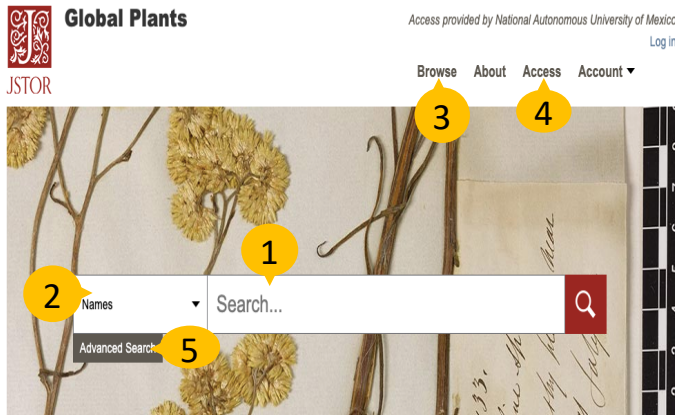 Global Plants
Access provided by National Autonomous University of Mexico
Log in
JSTOR
Browse About Access Account
3 4
1
2 Names Search...
Advanced Search 5